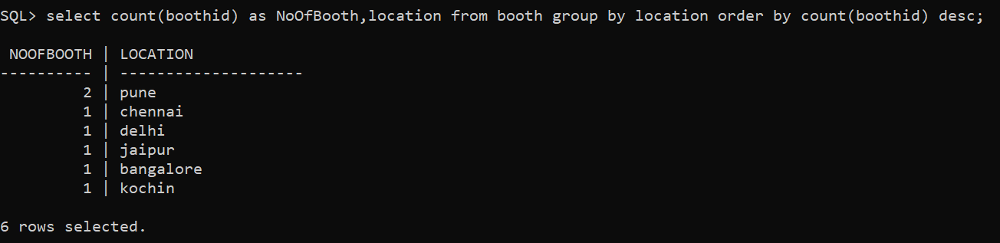 SQL> select count(boothid) as NoOfBooth,location from booth group by location order by count(boothid) desc;
NOOFBOOTH | LOCATION
---------- | --------------------
2 | pune
1 | chennai
1 | delhi
1 | jaipur
1 | bangalore
1 | kochin
6 rows selected.